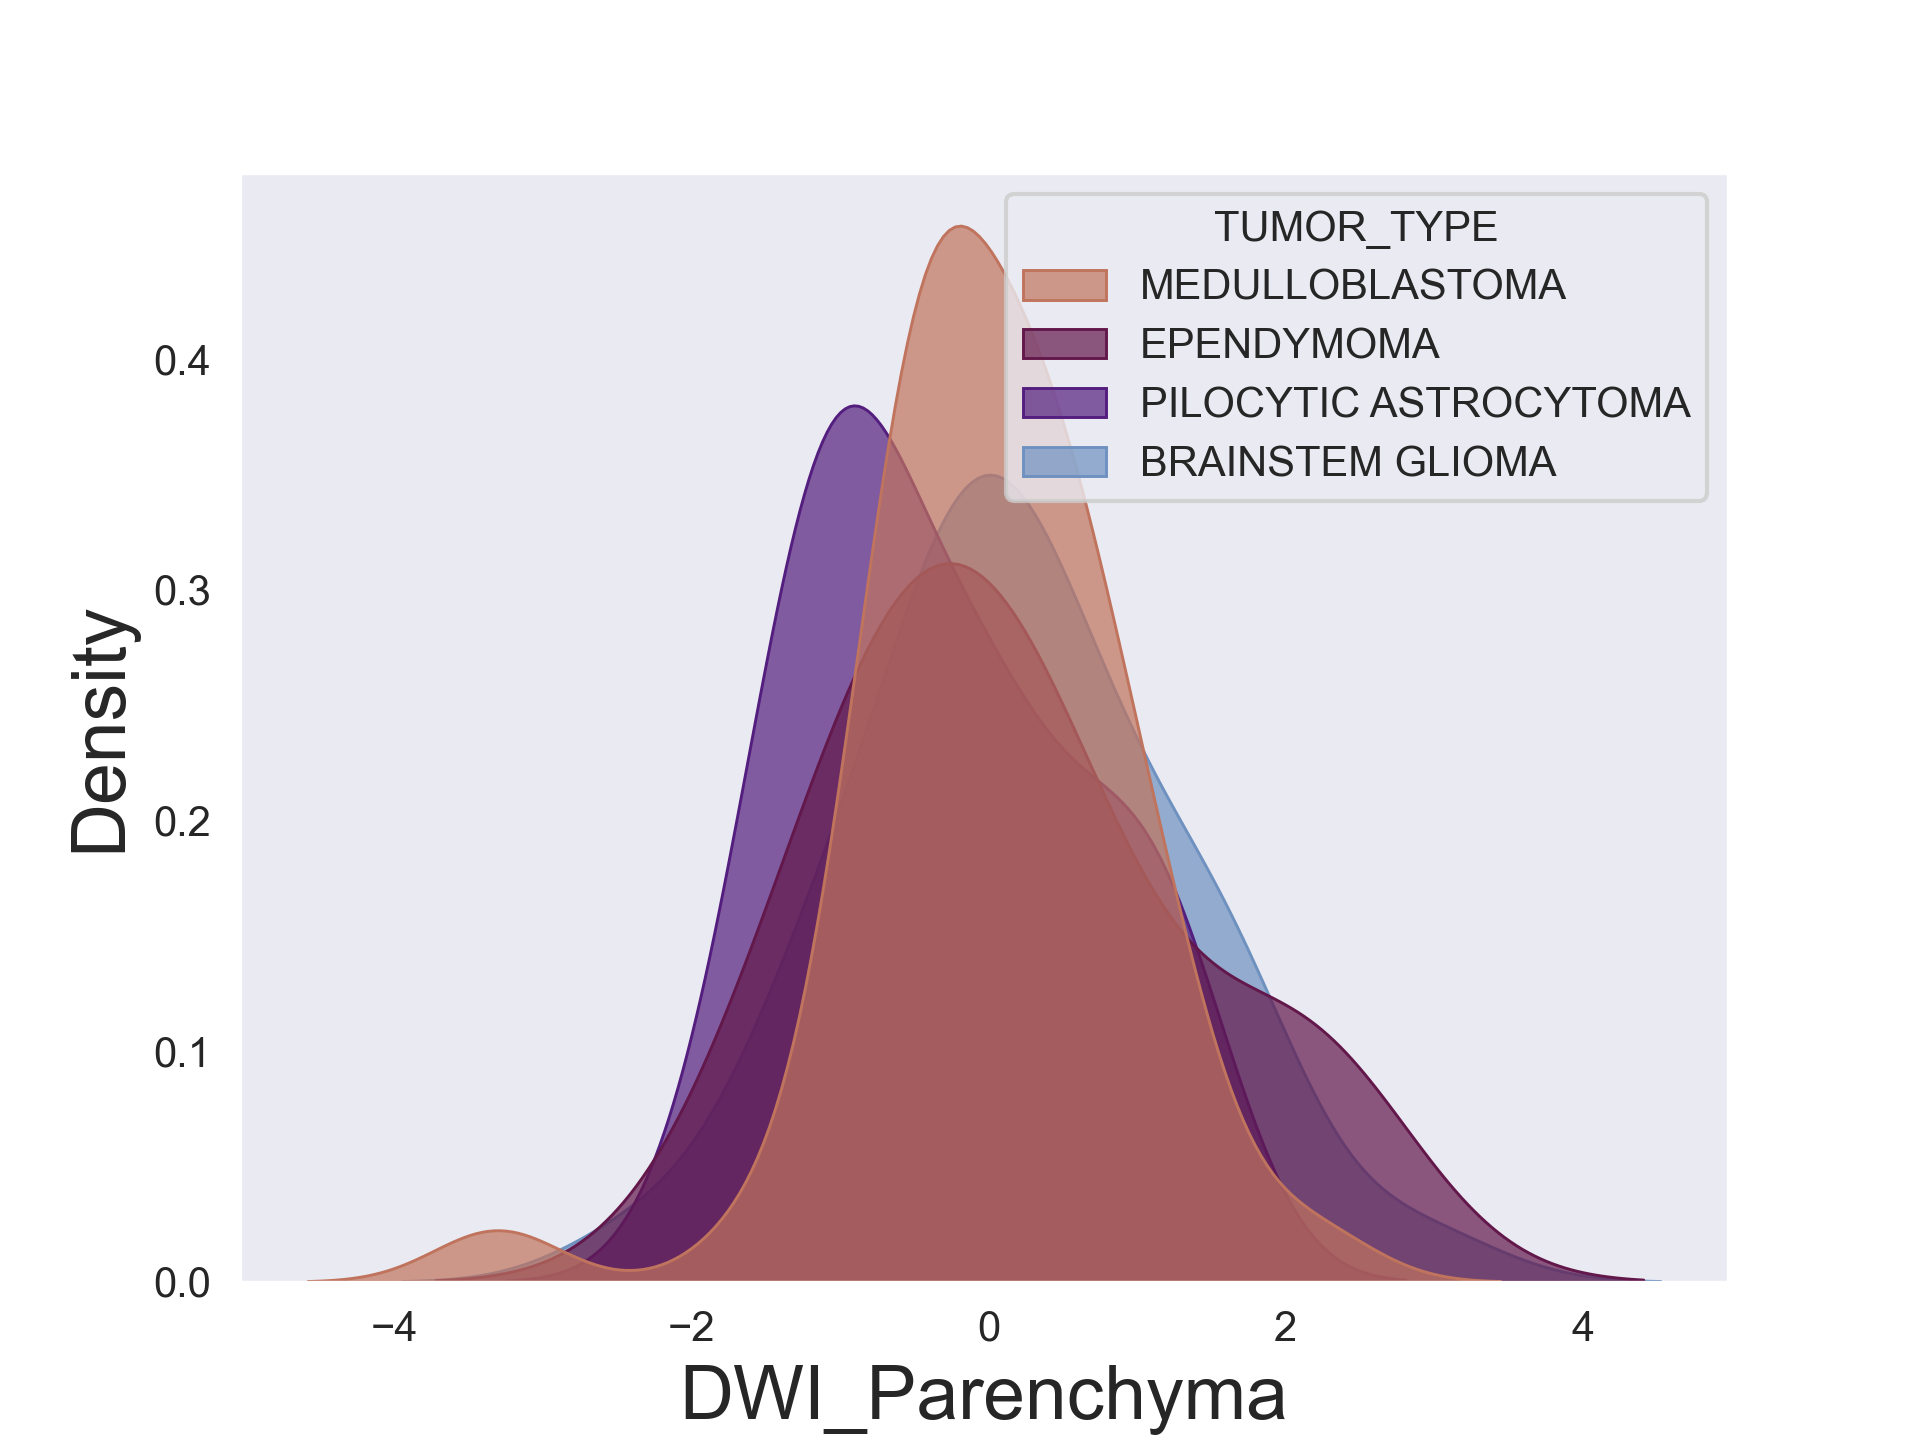 TUMOR_TYPE
MEDULLOBLASTOMA
EPENDYMOMA
PILOCYTIC ASTROCYTOMA
BRAINSTEM GLIOMA
Density
0.4
0.3
0.2
0.1
0.0
−4 −2 0 2 4
DWI_Parenchyma